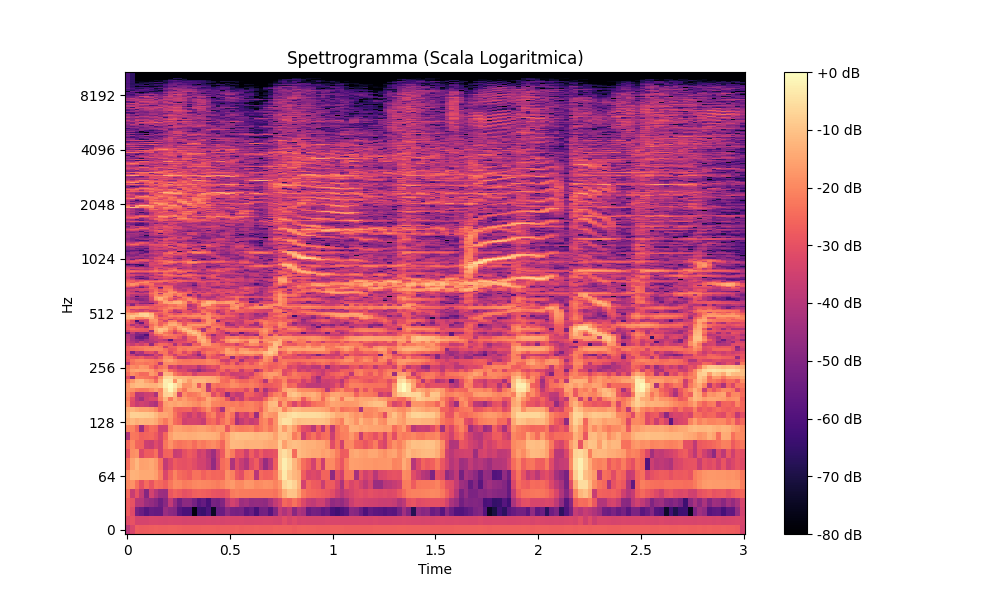 Spettrogramma (Scala Logaritmica)
Hz
8192
4096
2048
1024
512
256
128
64
0
0
0.5
1
1.5
2
2.5
3
Time
+0 dB
-10 dB
-20 dB
-30 dB
-40 dB
-50 dB
-60 dB
-70 dB
-80 dB